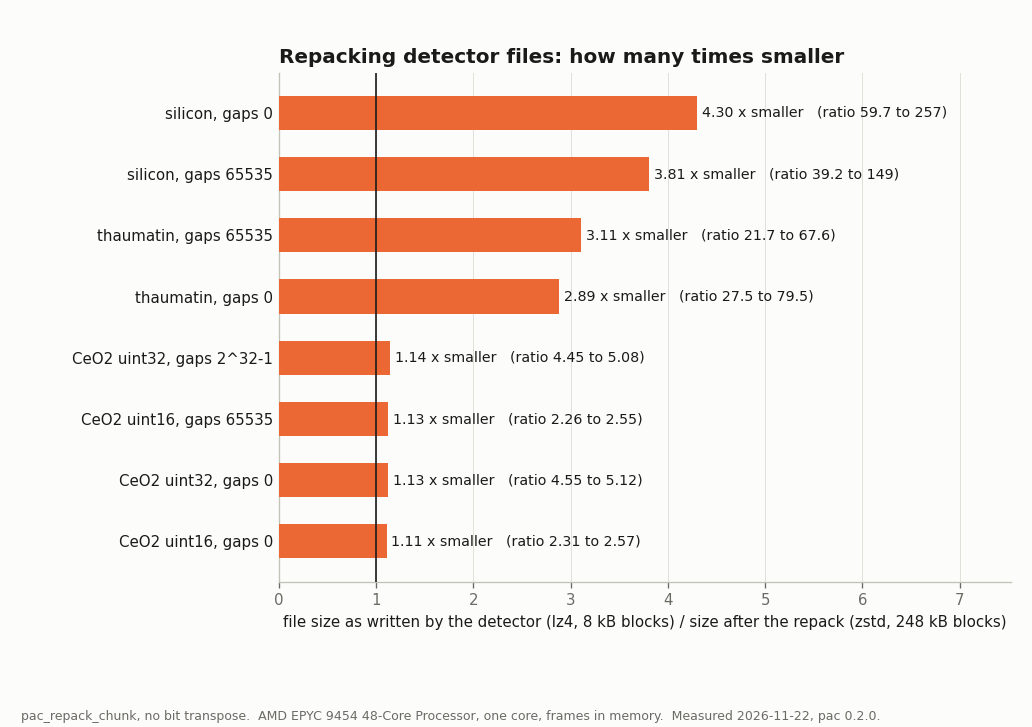 Repacking detector files: how many times smaller
silicon, gaps 0
4.30 x smaller (ratio 59.7 to 257)
silicon, gaps 65535
3.81 x smaller (ratio 39.2 to 149)
thaumatin, gaps 65535
3.11 x smaller (ratio 21.7 to 67.6)
thaumatin, gaps 0
2.89 x smaller (ratio 27.5 to 79.5)
CeO2 uint32, gaps 2^32-1
1.14 x smaller (ratio 4.45 to 5.08)
CeO2 uint16, gaps 65535
1.13 x smaller (ratio 2.26 to 2.55)
CeO2 uint32, gaps 0
1.13 x smaller (ratio 4.55 to 5.12)
CeO2 uint16, gaps 0
1.11 x smaller (ratio 2.31 to 2.57)
0 1 2 3 4 5 6 7
file size as written by the detector (lz4, 8 kB blocks) / size after the repack (zstd, 248 kB blocks)
pac_repack_chunk, no bit transpose. AMD EPYC 9454 48-Core Processor, one core, frames in memory. Measured 2026-11-22, pac 0.2.0.